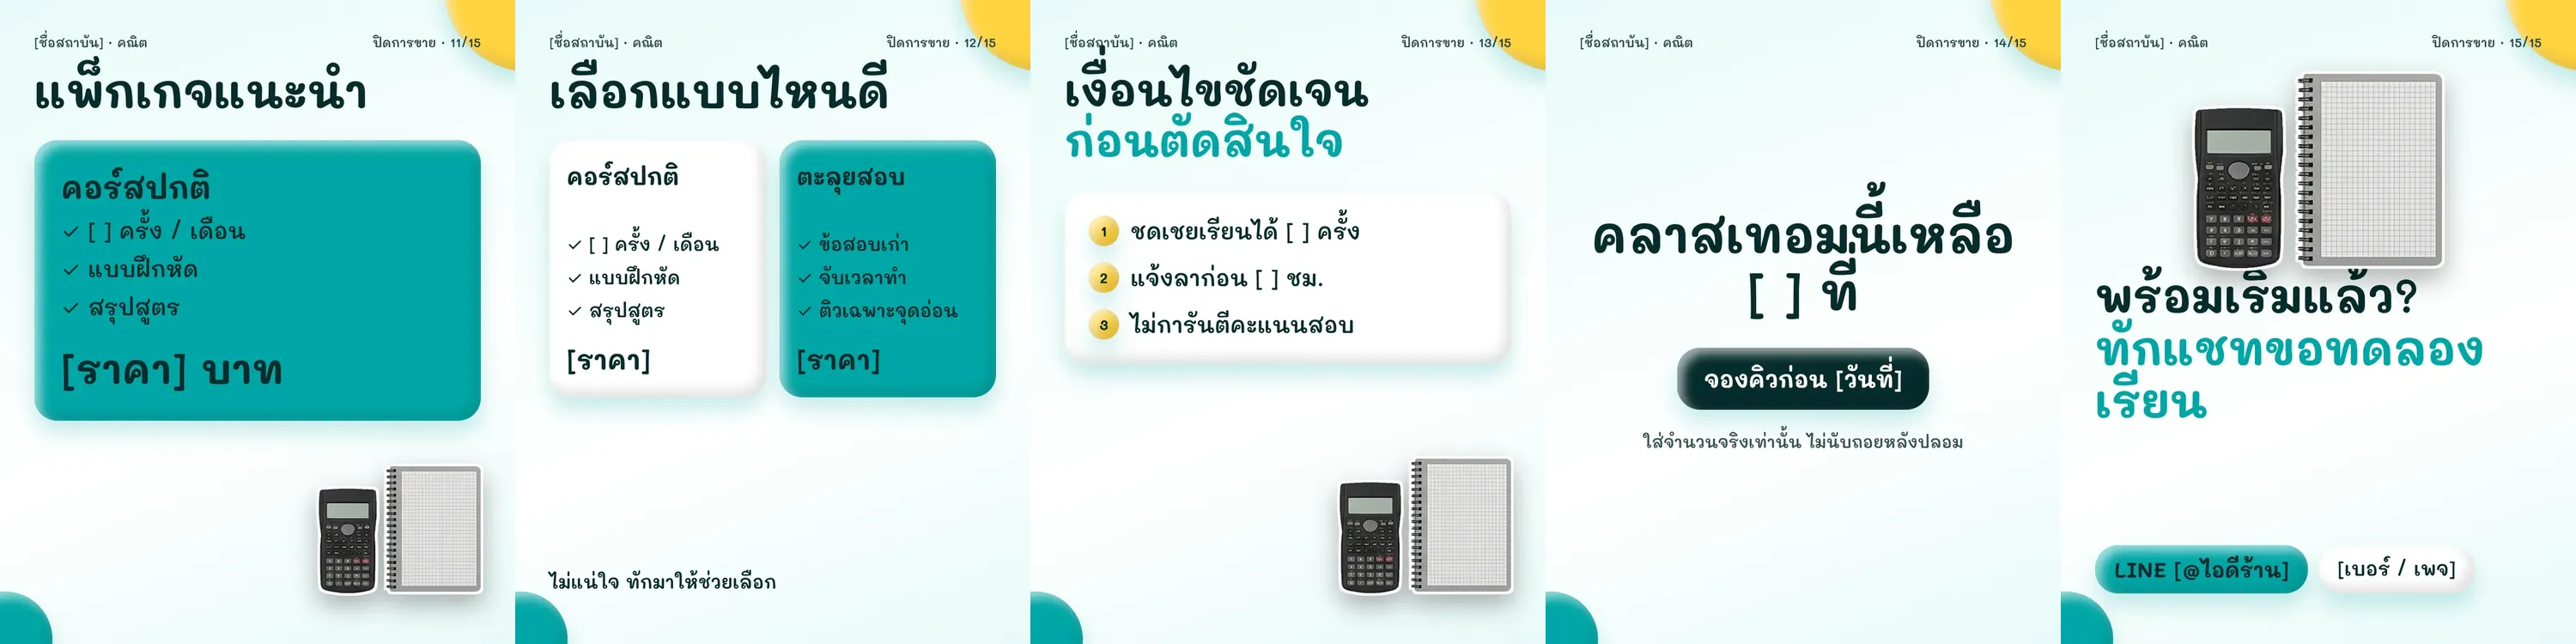 [ชื่อสถาบัน] · คณิต
ปิดการขาย · 11/15
แพ็กเกจแนะนำ
คอร์สปกติ
✓ [ ] ครั้ง / เดือน
✓ แบบฝึกหัด
✓ สรุปสูตร
[ราคา] บาท
[ชื่อสถาบัน] · คณิต
ปิดการขาย · 12/15
เลือกแบบไหนดี
คอร์สปกติ
✓ [ ] ครั้ง / เดือน
✓ แบบฝึกหัด
✓ สรุปสูตร
[ราคา]
ตะลุยสอบ
✓ ข้อสอบเก่า
✓ จับเวลาทำ
✓ ติวเฉพาะจุดอ่อน
[ราคา]
ไม่แน่ใจ ทักมาให้ช่วยเลือก
[ชื่อสถาบัน] · คณิต
ปิดการขาย · 13/15
เงื่อนไขชัดเจน
ก่อนตัดสินใจ
1 ชดเชยเรียนได้ [ ] ครั้ง
2 แจ้งลาก่อน [ ] ชม.
3 ไม่การันตีคะแนนสอบ
[ชื่อสถาบัน] · คณิต
ปิดการขาย · 14/15
คลาสเทอมนี้เหลือ
[ ] ที่
จองคิวก่อน [วันที่]
ใส่จำนวนจริงเท่านั้น ไม่นับถอยหลังปลอม
[ชื่อสถาบัน] · คณิต
ปิดการขาย · 15/15
พร้อมเริ่มแล้ว?
ทักแชทขอทดลอง
เรียน
LINE [@ไอดีร้าน]
[เบอร์ / เพจ]